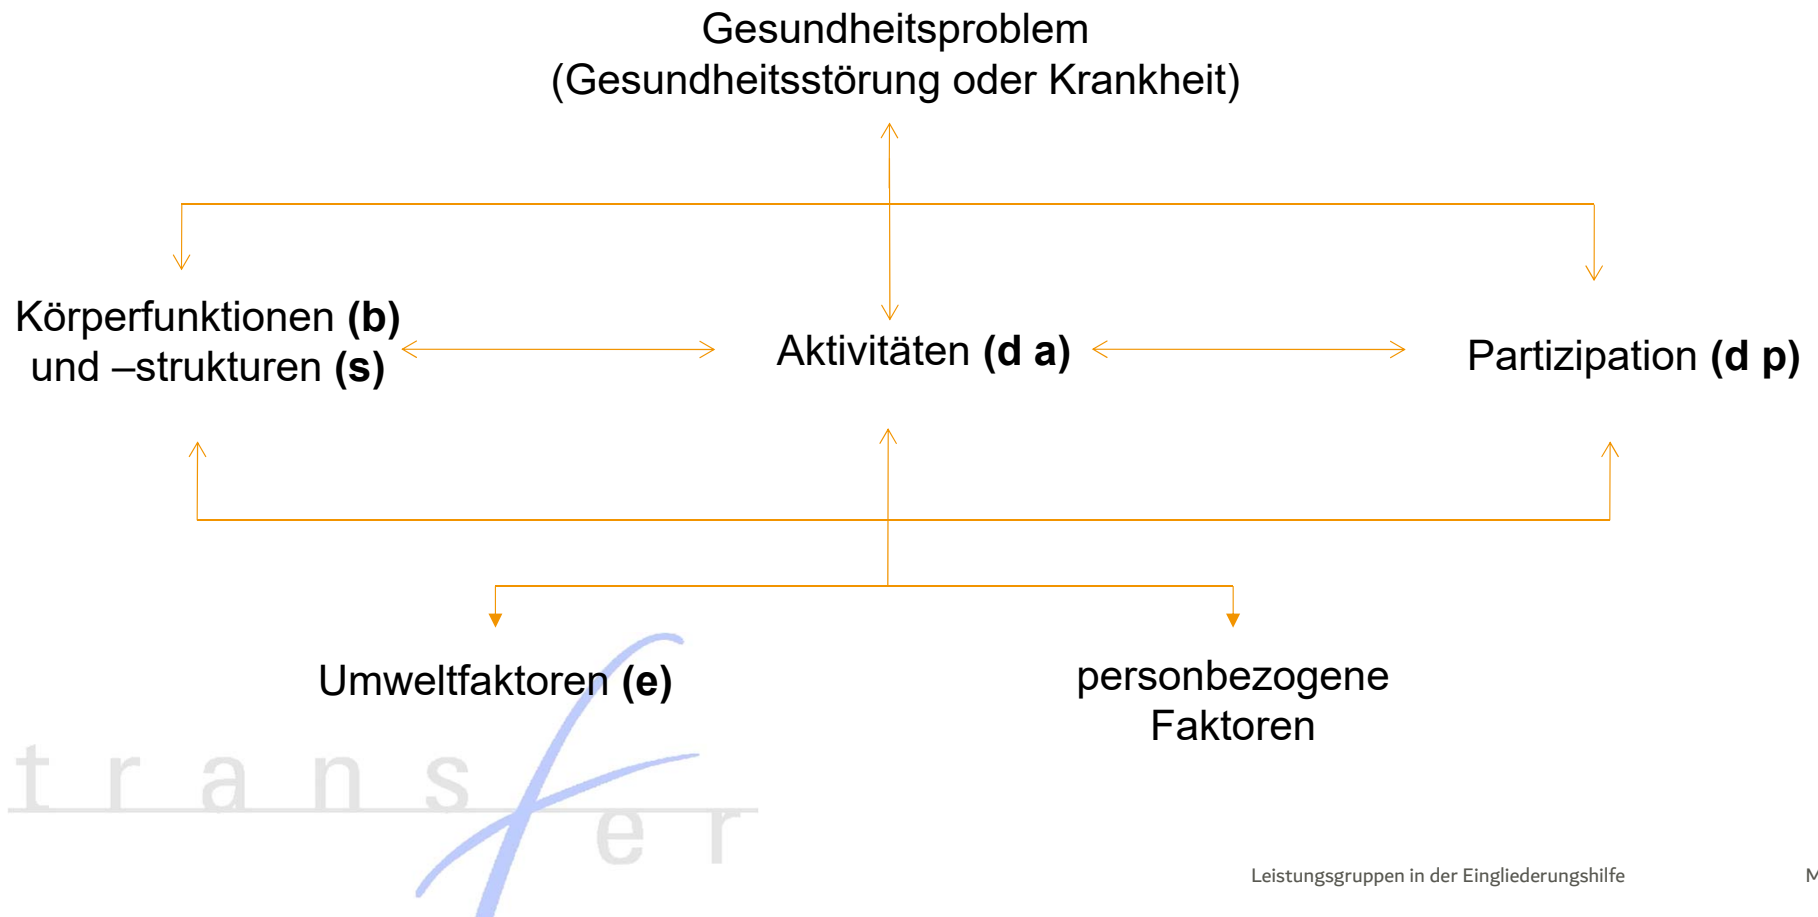 Gesundheitsproblem
(Gesundheitsstörung oder Krankheit)
Körperfunktionen (b)
und –strukturen (s)
Aktivitäten (d a)
Partizipation (d p)
Umweltfaktoren (e)
personbezogene
Faktoren
transfer
Leistungsgruppen in der Eingliederungshilfe
M